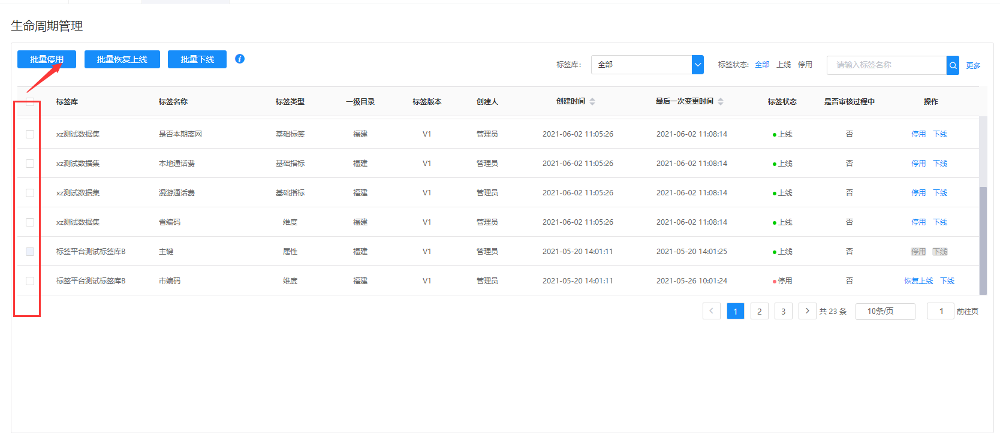 生命周期管理
批量停用 批量恢复上线 批量下线
标签库: 全部 标签状态: 全部 上线 停用 请输入标签名称 更多
标签库 标签名称 标签类型 一级目录 标签版本 创建人 创建时间 最后一次变更时间 标签状态 是否审核过程中 操作
xz测试数据集 是否本期离网 基础标签 福建 V1 管理员 2021-06-02 11:05:26 2021-06-02 11:08:14 上线 否 停用 下线
xz测试数据集 本地通话费 基础指标 福建 V1 管理员 2021-06-02 11:05:26 2021-06-02 11:08:14 上线 否 停用 下线
xz测试数据集 漫游通话费 基础指标 福建 V1 管理员 2021-06-02 11:05:26 2021-06-02 11:08:14 上线 否 停用 下线
xz测试数据集 省编码 维度 福建 V1 管理员 2021-06-02 11:05:26 2021-06-02 11:08:14 上线 否 停用 下线
标签平台测试标签库B 主键 属性 福建 V1 管理员 2021-05-20 14:01:11 2021-05-20 14:01:25 上线 否 停用 下线
标签平台测试标签库B 市编码 维度 福建 V1 管理员 2021-05-20 14:01:11 2021-05-26 10:01:24 停用 否 恢复上线 下线
1 2 3 共 23 条 10条/页 1 前往页